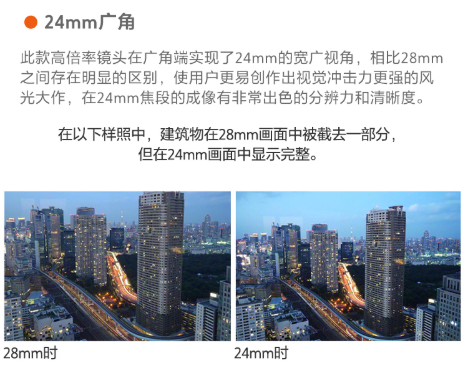 24mm广角
此款高倍率镜头在广角端实现了24mm的宽广视角，相比28mm
之间存在明显的区别，使用户更易创作出视觉冲击力更强的风
光大作，在24mm焦段的成像有非常出色的分辨力和清晰度。
在以下样照中，建筑物在28mm画面中被截去一部分，
但在24mm画面中显示完整。
28mm时
24mm时